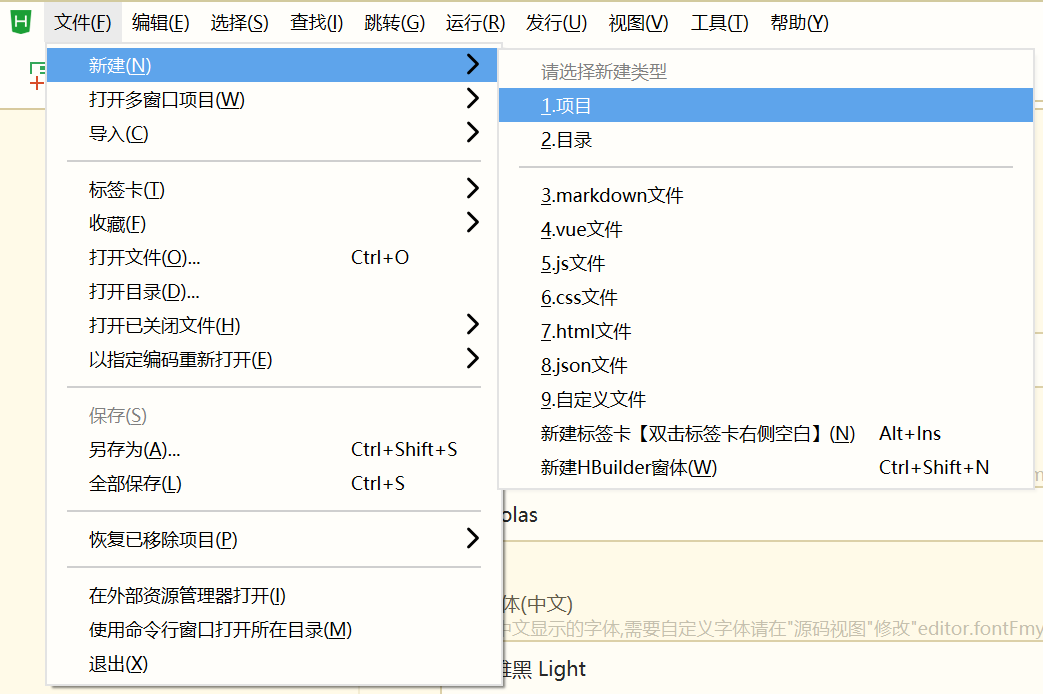 H
文件(F) 编辑(E) 选择(S) 查找(I) 跳转(G) 运行(R) 发行(U) 视图(V) 工具(T) 帮助(Y)
新建(N)
打开多窗口项目(W)
导入(C)
标签卡(T)
收藏(F)
打开文件(O)... Ctrl+O
打开目录(D)...
打开已关闭文件(H)
以指定编码重新打开(E)
保存(S)
另存为(A)... Ctrl+Shift+S
全部保存(L) Ctrl+S
恢复已移除项目(P)
在外部资源管理器打开(I)
使用命令行窗口打开所在目录(M)
退出(X)
请选择新建类型
1.项目
2.目录
3.markdown文件
4.vue文件
5.js文件
6.css文件
7.html文件
8.json文件
9.自定义文件
新建标签卡【双击标签卡右侧空白】(N) Alt+Ins
新建HBuilder窗体(W) Ctrl+Shift+N
olas
体(中文)
中文显示的字体,需要自定义字体请在"源码视图"修改"editor.fontFmy
雅黑 Light